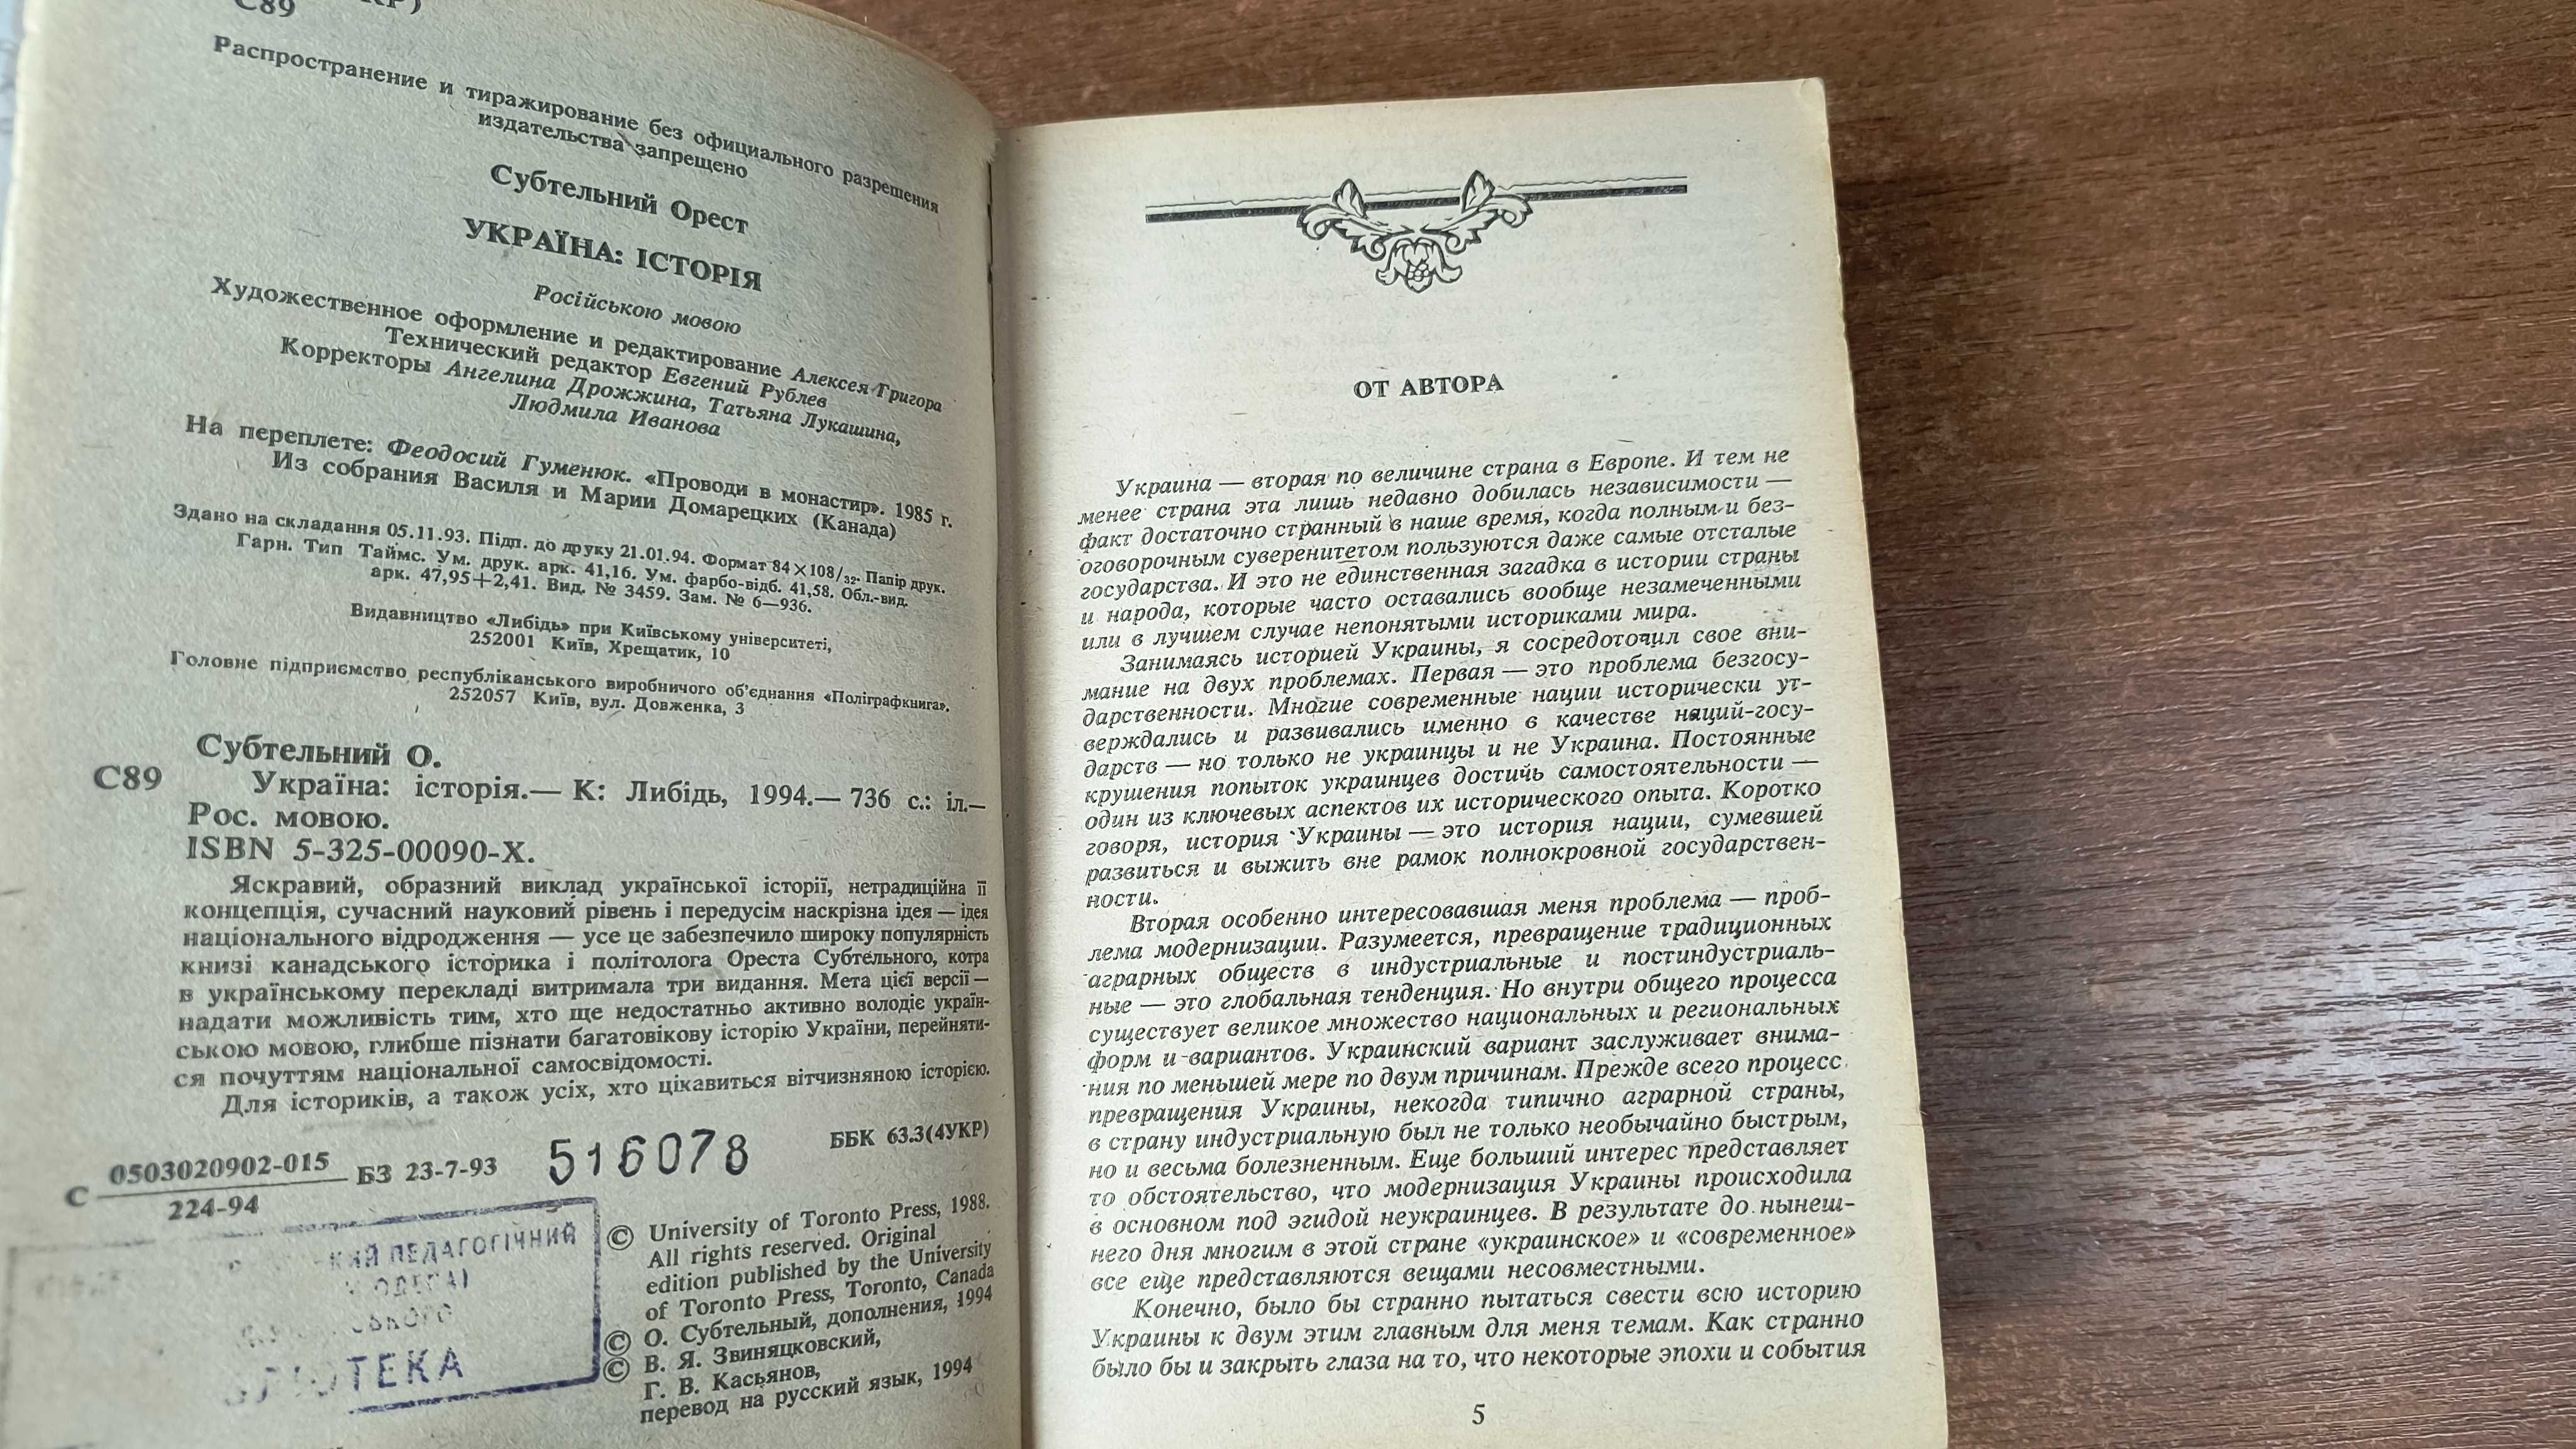 С89
Распространение и тиражирование без официального разрешения
издательства запрещено
Субтельний Орест
УКРАЇНА: ІСТОРІЯ
Російською мовою
Художественное оформление и редактирование Алексея Григора
Технический редактор Евгений Рублев
Корректоры Ангелина Дрожжина, Татьяна Лукашина,
Людмила Иванова
На переплете: Феодосий Гуменюк. «Проводи в монастир». 1985 г.
Из собрания Василя и Марии Домарецких (Канада)
Здано на складання 05.11.93. Підп. до друку 21.01.94. Формат 84×108/32. Папір друк.
Гарн. Тип Таймс. Ум. друк. арк. 41,16. Ум. фарбо-відб. 41,58. Обл.-вид.
арк. 47,95+2,41. Вид. № 3459. Зам. № 6—936.
Видавництво «Либідь» при Київському університеті,
252001 Київ, Хрещатик, 10
Головне підприємство республіканського виробничого об'єднання «Поліграфкнига».
252057 Київ, вул. Довженка, 3
Субтельний О.
С89 Україна: історія.— К: Либідь, 1994.— 736 с.: іл.—
Рос. мовою.
ISBN 5-325-00090-X.
Яскравий, образний виклад української історії, нетрадиційна її
концепція, сучасний науковий рівень і передусім наскрізна ідея — ідея
національного відродження — усе це забезпечило широку популярність
книзі канадського історика і політолога Ореста Субтельного, котра
в українському перекладі витримала три видання. Мета цієї версії —
надати можливість тим, хто ще недостатньо активно володіє україн-
ською мовою, глибше пізнати багатовікову історію України, перейняти-
ся почуттям національної самосвідомості.
Для істориків, а також усіх, хто цікавиться вітчизняною історією.
С 0503020902-015 БЗ 23-7-93
224-94
516078
ББК 63.3(4УКР)
ПЕДАГОГІЧНИЙ
ТЕКА
© University of Toronto Press, 1988.
All rights reserved. Original
edition published by the University
of Toronto Press, Toronto, Canada
© О. Субтельный, дополнения, 1994
© В. Я. Звиняцковский,
Г. В. Касьянов,
перевод на русский язык, 1994
ОТ АВТОРА
Украина — вторая по величине страна в Европе. И тем не
менее страна эта лишь недавно добилась независимости —
факт достаточно странный в наше время, когда полным и без-
оговорочным суверенитетом пользуются даже самые отсталые
государства. И это не единственная загадка в истории страны
и народа, которые часто оставались вообще незамеченными
или в лучшем случае непонятыми историками мира.
Занимаясь историей Украины, я сосредоточил свое вни-
мание на двух проблемах. Первая — это проблема безгосу-
дарственности. Многие современные нации исторически ут-
верждались и развивались именно в качестве наций-госу-
дарств — но только не украинцы и не Украина. Постоянные
крушения попыток украинцев достичь самостоятельности —
один из ключевых аспектов их исторического опыта. Коротко
говоря, история Украины — это история нации, сумевшей
развиться и выжить вне рамок полнокровной государствен-
ности.
Вторая особенно интересовавшая меня проблема — проб-
лема модернизации. Разумеется, превращение традиционных
аграрных обществ в индустриальные и постиндустриаль-
ные — это глобальная тенденция. Но внутри общего процесса
существует великое множество национальных и региональных
форм и вариантов. Украинский вариант заслуживает внима-
ния по меньшей мере по двум причинам. Прежде всего процесс
превращения Украины, некогда типично аграрной страны,
в страну индустриальную был не только необычайно быстрым,
но и весьма болезненным. Еще больший интерес представляет
то обстоятельство, что модернизация Украины происходила
в основном под эгидой неукраинцев. В результате до нынеш-
него дня многим в этой стране «украинское» и «современное»
все еще представляются вещами несовместными.
Конечно, было бы странно пытаться свести всю историю
Украины к двум этим главным для меня темам. Как странно
было бы и закрыть глаза на то, что некоторые эпохи и события
5